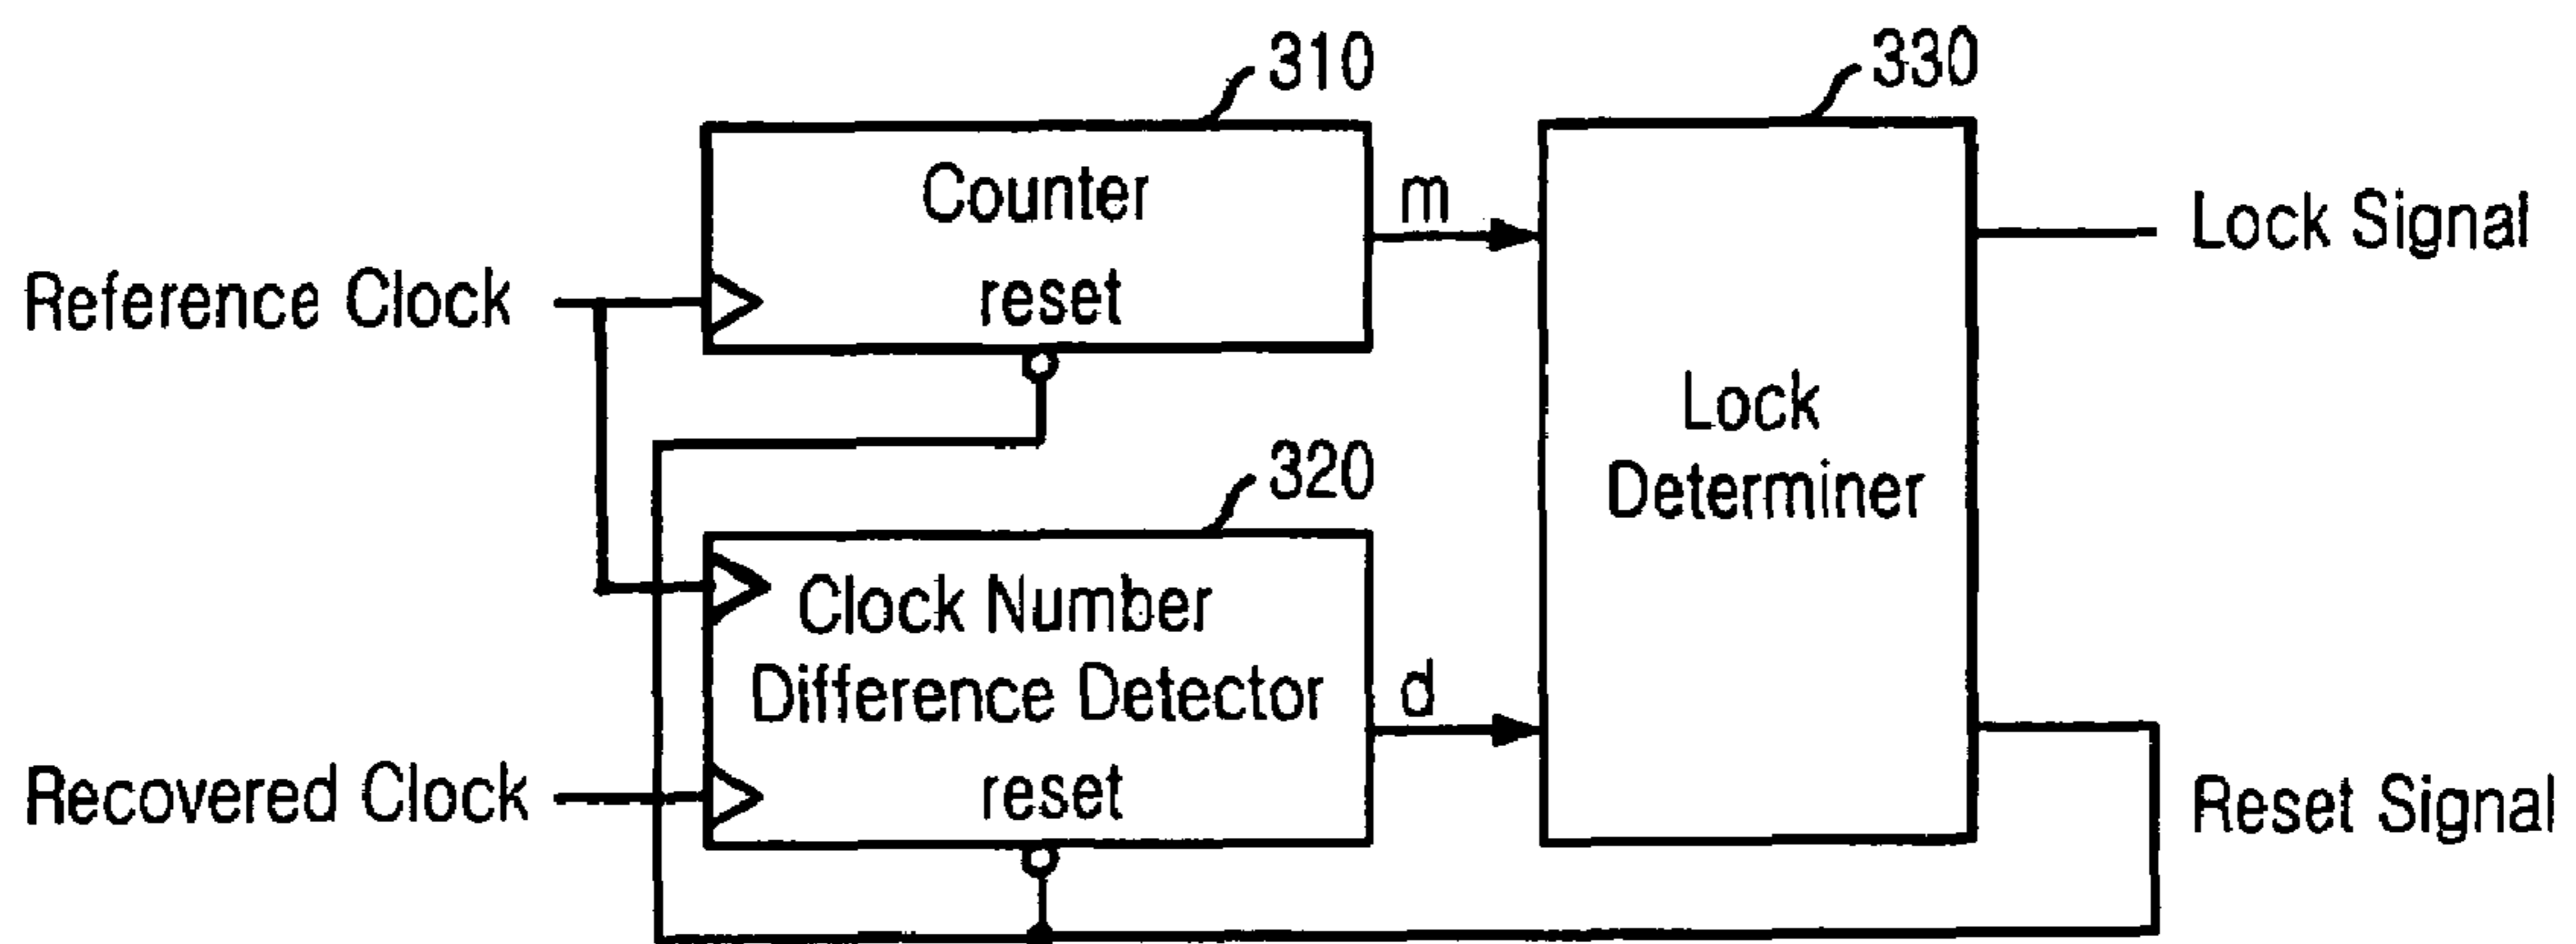 310
330
Counter
m
Lock Signal
Reference Clock
reset
Lock
Determiner
320
Clock Number
Difference Detector
d
Recovered Clock
reset
Reset Signal